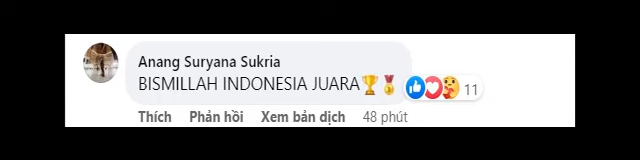 Anang Suryana Sukria
BISMILLAH INDONESIA JUARA🏆🏅
11
Thích Phản hồi Xem bản dịch 48 phút